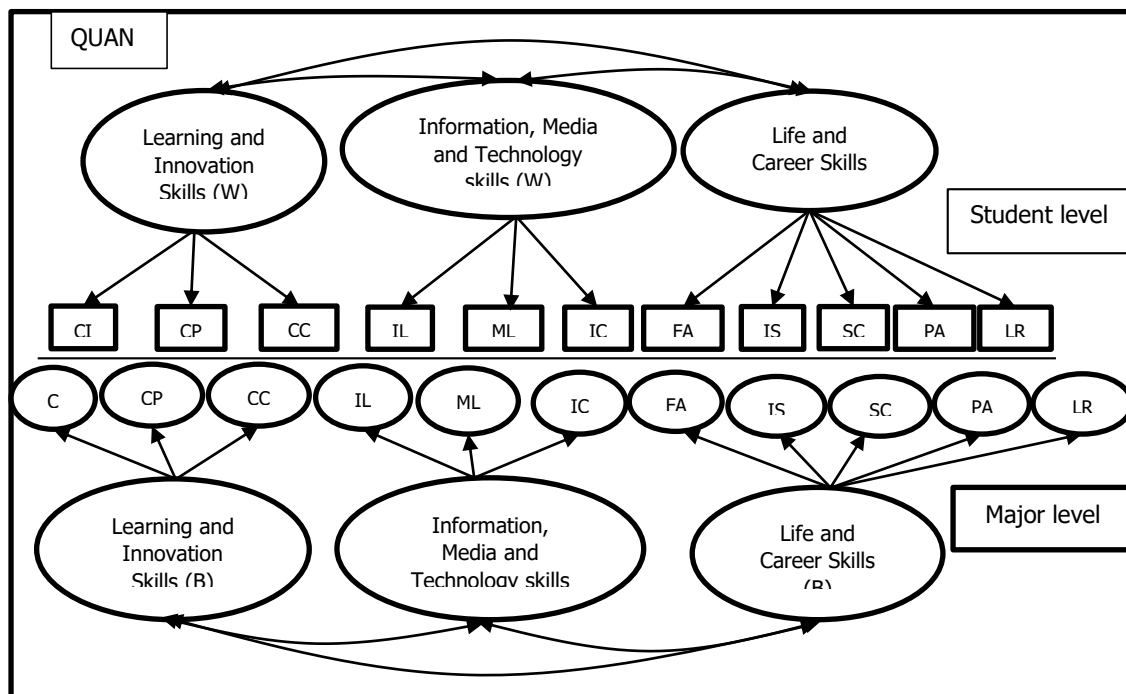 QUAN
Learning and
Innovation
Skills (W)
Information, Media
and Technology
skills (W)
Life and
Career Skills
Student level
CI
CP
CC
IL
ML
IC
FA
IS
SC
PA
LR
C
CP
CC
IL
ML
IC
FA
IS
SC
PA
LR
Learning and
Innovation
Skills (B)
Information,
Media and
Technology skills
Life and
Career Skills
(B)
Major level